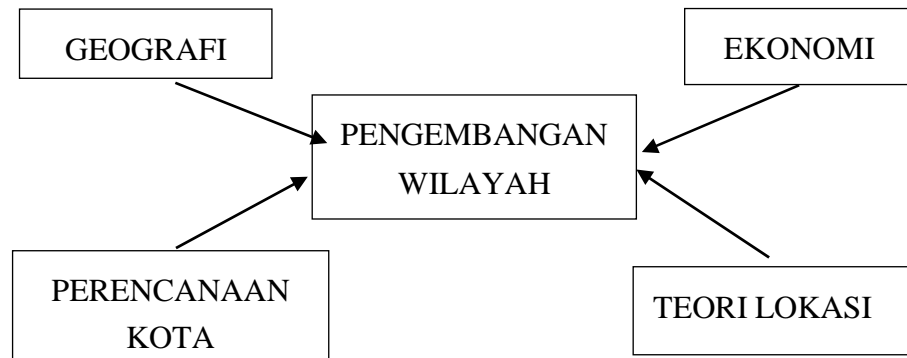 GEOGRAFI
EKONOMI
PENGEMBANGAN
WILAYAH
PERENCANAAN
KOTA
TEORI LOKASI